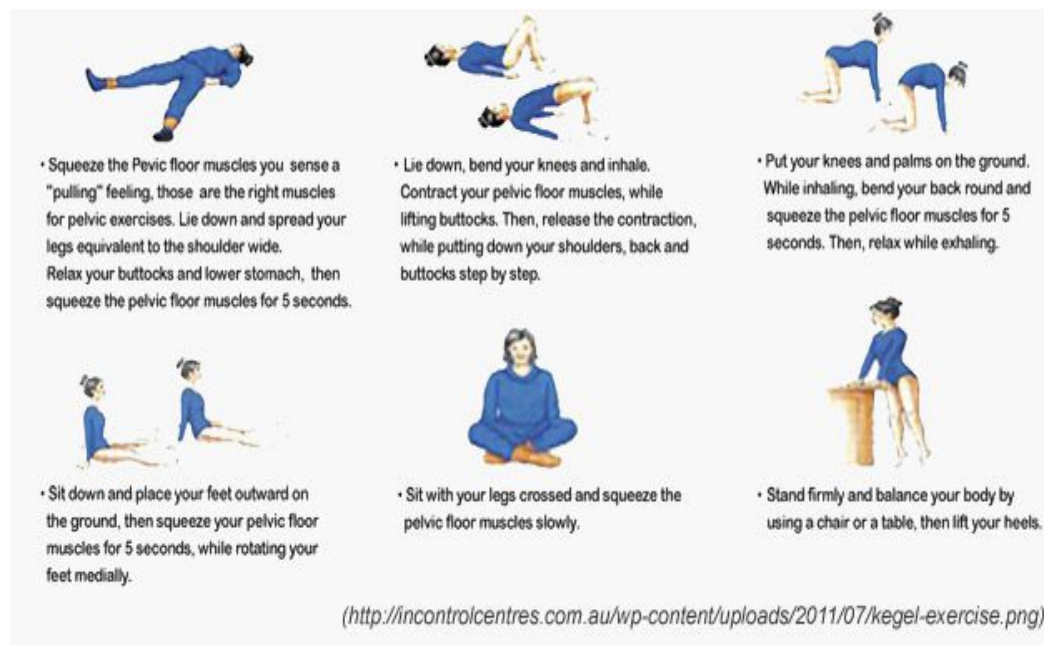 • Squeeze the Pevic floor muscles you sense a
"pulling" feeling, those are the right muscles
for pelvic exercises. Lie down and spread your
legs equivalent to the shoulder wide.
Relax your buttocks and lower stomach, then
squeeze the pelvic floor muscles for 5 seconds.
• Lie down, bend your knees and inhale.
Contract your pelvic floor muscles, while
lifting buttocks. Then, release the contraction,
while putting down your shoulders, back and
buttocks step by step.
• Put your knees and palms on the ground.
While inhaling, bend your back round and
squeeze the pelvic floor muscles for 5
seconds. Then, relax while exhaling.
• Sit down and place your feet outward on
the ground, then squeeze your pelvic floor
muscles for 5 seconds, while rotating your
feet medially.
• Sit with your legs crossed and squeeze the
pelvic floor muscles slowly.
• Stand firmly and balance your body by
using a chair or a table, then lift your heels.
(http://incontrolcentres.com.au/wp-content/uploads/2011/07/kegel-exercise.png)